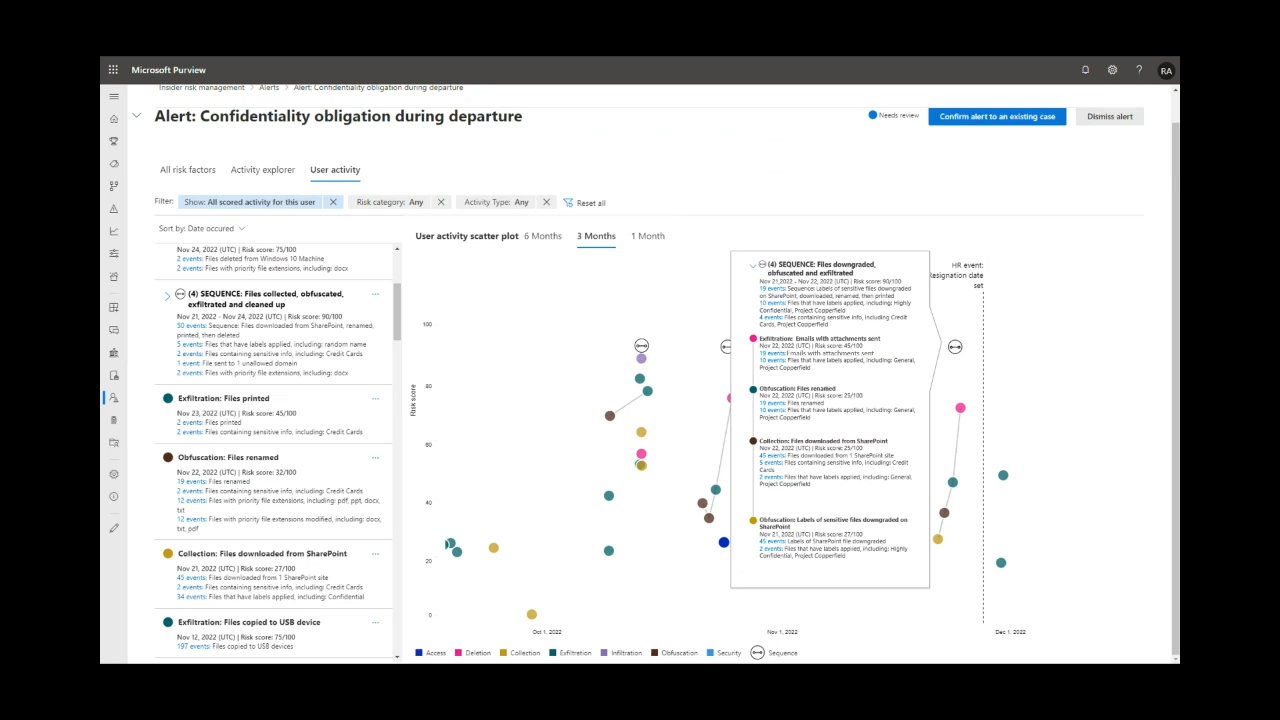 Microsoft Purview
RA
Insider risk management > Alerts > Alert: Confidentiality obligation during departure
Alert: Confidentiality obligation during departure
Needs review
Confirm alert to an existing case
Dismiss alert
All risk factors
Activity explorer
User activity
Filter:
Show: All scored activity for this user
Risk category: Any
Activity Type: Any
Reset all
Sort by: Date occured
Nov 24, 2022 (UTC) | Risk score: 75/100
2 events: Files deleted from Windows 10 Machine
2 events: Files with priority file extensions, including: docx
(4) SEQUENCE: Files collected, obfuscated,
exfiltrated and cleaned up
Nov 21, 2022 - Nov 24, 2022 (UTC) | Risk score: 90/100
50 events: Sequence: Files downloaded from SharePoint, renamed,
printed, then deleted
5 events: Files that have labels applied, including: random name
2 events: Files containing sensitive info, including: Credit Cards
1 event: File sent to 1 unallowed domain
2 events: Files with priority file extensions, including: docx
Exfiltration: Files printed
Nov 23, 2022 (UTC) | Risk score: 45/100
2 events: Files printed
2 events: Files containing sensitive info, including: Credit Cards
Obfuscation: Files renamed
Nov 22, 2022 (UTC) | Risk score: 32/100
19 events: Files renamed
2 events: Files containing sensitive info, including: Credit Cards
12 events: Files with priority file extensions, including: pdf, ppt, docx,
txt
12 events: Files with priority file extensions modified, including: docx,
txt, pdf
Collection: Files downloaded from SharePoint
Nov 21, 2022 (UTC) | Risk score: 27/100
45 events: Files downloaded from 1 SharePoint site
2 events: Files containing sensitive info, including: Credit Cards
34 events: Files that have labels applied, including: Confidential
Exfiltration: Files copied to USB device
Nov 12, 2022 (UTC) | Risk score: 75/100
197 events: Files copied to USB devices
User activity scatter plot
6 Months
3 Months
1 Month
Risk score
100
80
60
40
20
0
(4) SEQUENCE: Files downgraded,
obfuscated and exfiltrated
Nov 21,2022 - Nov 22, 2022 (UTC) | Risk score: 90/100
19 events: Sequence: Labels of sensitive files downgraded
on SharePoint, downloaded, renamed, then printed
10 events: Files that have labels applied, including: Highly
Confidential, Project Copperfield
4 events: Files containing sensitive info, including Credit
Cards, Project Copperfield
Exfiltration: Emails with attachments sent
Nov 22, 2022 (UTC) | Risk score: 45/100
19 events: Emails with attachments sent
10 events: Files that have labels applied, including: General,
Project Copperfield
Obfuscation: Files renamed
Nov 22, 2022 (UTC) | Risk score: 25/100
19 events: Files renamed
10 events: Files that have labels applied, including: General,
Project Copperfield
Collection: Files downloaded from SharePoint
Nov 22, 2022 (UTC) | Risk score: 25/100
45 events: Files downloaded from 1 SharePoint site
5 events: Files containing sensitive info, including: Credit
Cards
2 events: Files that have labels applied, including: General,
Project Copperfield
Obfuscation: Labels of sensitive files downgraded on
SharePoint
Nov 21, 2022 (UTC) | Risk score: 27/100
45 events: Labels of SharePoint file downgraded
2 events: Files that have labels applied, including: Highly
Confidential, Project Copperfield
HR event:
Resignation date
set
Oct 1, 2022
Nov 1, 2022
Dec 1, 2022
Access
Deletion
Collection
Exfiltration
Infiltration
Obfuscation
Security
Sequence